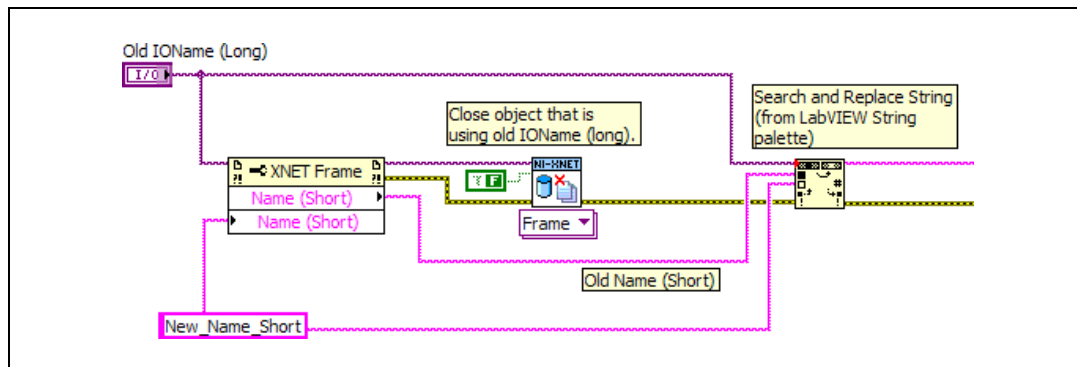 Old IOName (Long)
I/O
Close object that is
using old IOName (long).
Search and Replace String
(from LabVIEW String
palette)
XNET Frame
Name (Short)
Name (Short)
NI-XNET
? F
Frame
Old Name (Short)
New_Name_Short